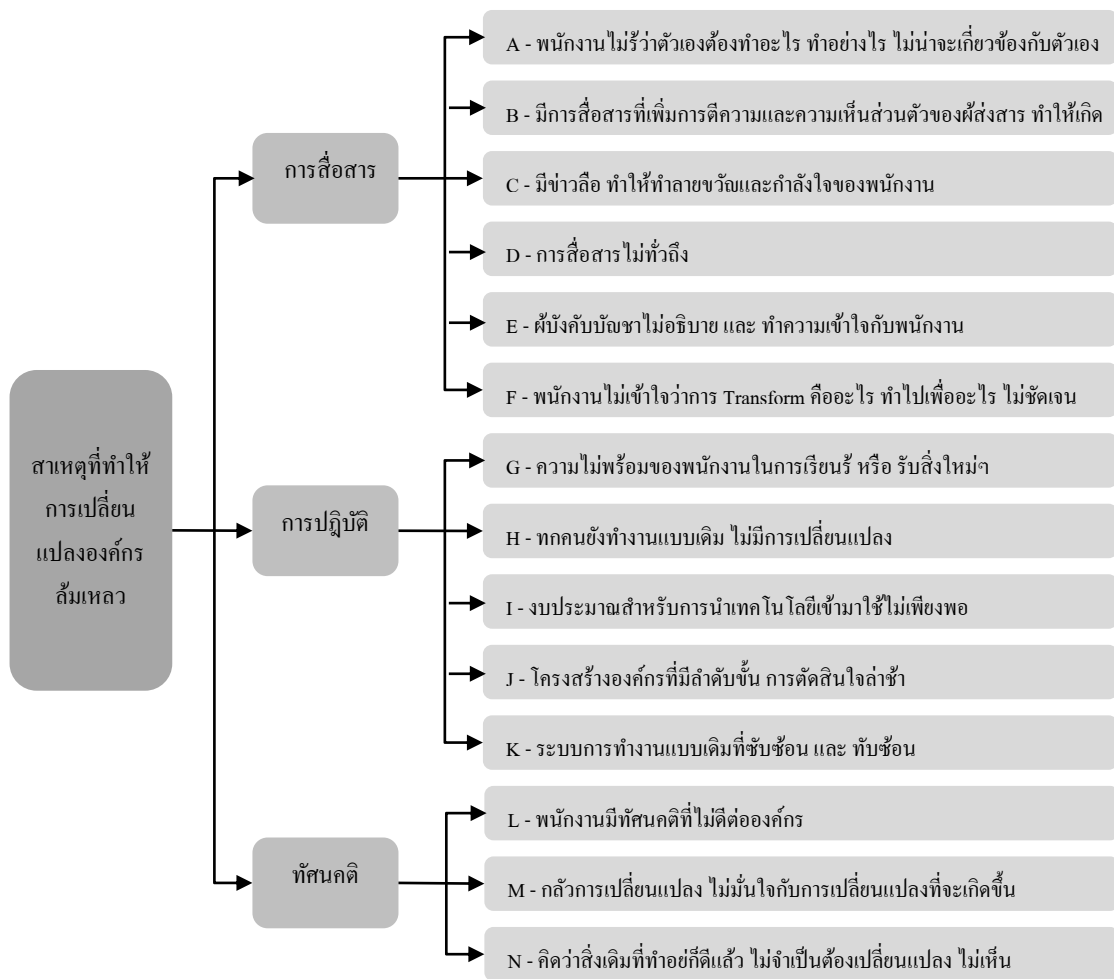 A - พนักงานไม่รู้ว่าตัวเองต้องทำอะไร ทำอย่างไร ไม่น่าจะเกี่ยวข้องกับตัวเอง
B - มีการสื่อสารที่เพิ่มการตีความและความเห็นส่วนตัวของผู้ส่งสาร ทำให้เกิด
การสื่อสาร
C - มีข่าวลือ ทำให้ทำลายขวัญและกำลังใจของพนักงาน
D - การสื่อสารไม่ทั่วถึง
E - ผู้บังคับบัญชาไม่อธิบาย และ ทำความเข้าใจกับพนักงาน
F - พนักงานไม่เข้าใจว่าการ Transform คืออะไร ทำไปเพื่ออะไร ไม่ชัดเจน
สาเหตุที่ทำให้
การเปลี่ยน
แปลงองค์กร
ล้มเหลว
G - ความไม่พร้อมของพนักงานในการเรียนรู้ หรือ รับสิ่งใหม่ๆ
การปฎิบัติ
H - ทุกคนยังทำงานแบบเดิม ไม่มีการเปลี่ยนแปลง
I - งบประมาณสำหรับการนำเทคโนโลยีเข้ามาใช้ไม่เพียงพอ
J - โครงสร้างองค์กรที่มีลำดับขั้น การตัดสินใจล่าช้า
K - ระบบการทำงานแบบเดิมที่ซับซ้อน และ ทับซ้อน
L - พนักงานมีทัศนคติที่ไม่ดีต่อองค์กร
ทัศนคติ
M - กลัวการเปลี่ยนแปลง ไม่มั่นใจกับการเปลี่ยนแปลงที่จะเกิดขึ้น
N - คิดว่าสิ่งเดิมที่ทำอยู่ก็ดีแล้ว ไม่จำเป็นต้องเปลี่ยนแปลง ไม่เห็น